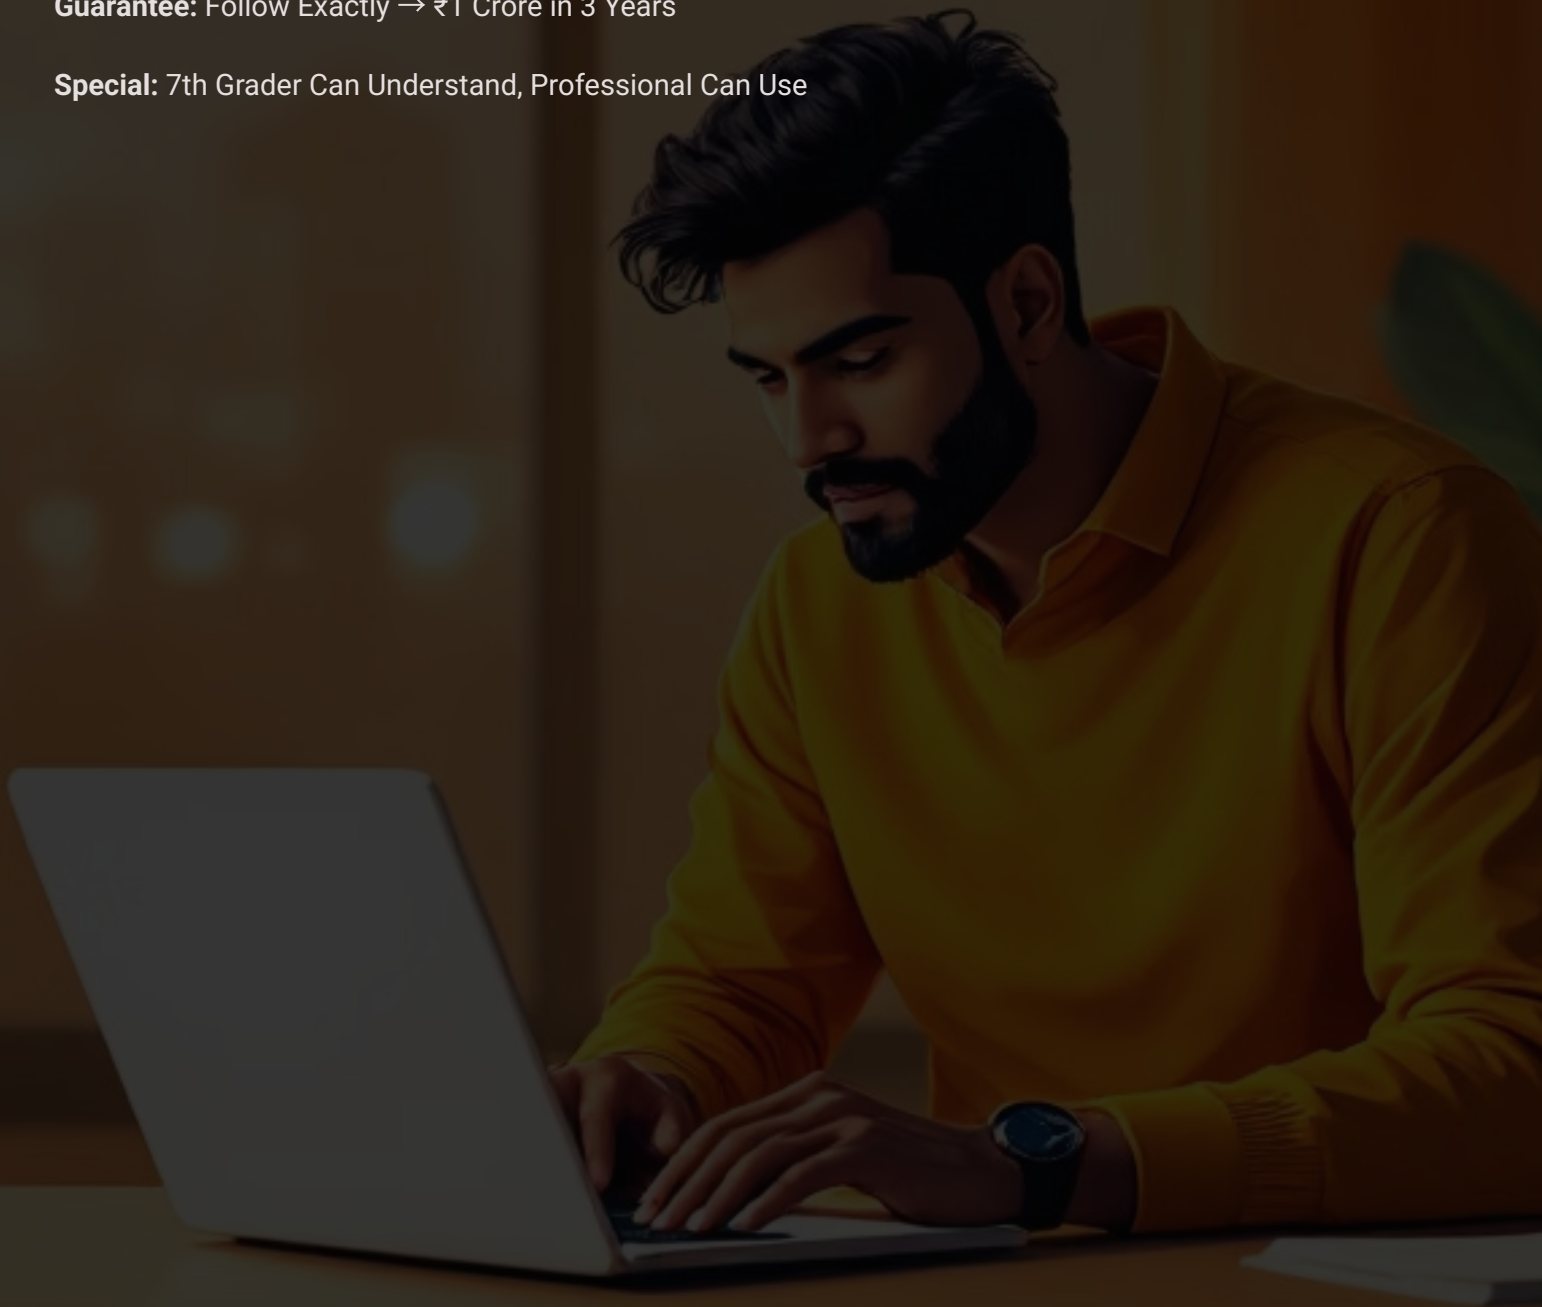 Guarantee: Follow Exactly → ₹1 Crore in 3 Years
Special: 7th Grader Can Understand, Professional Can Use